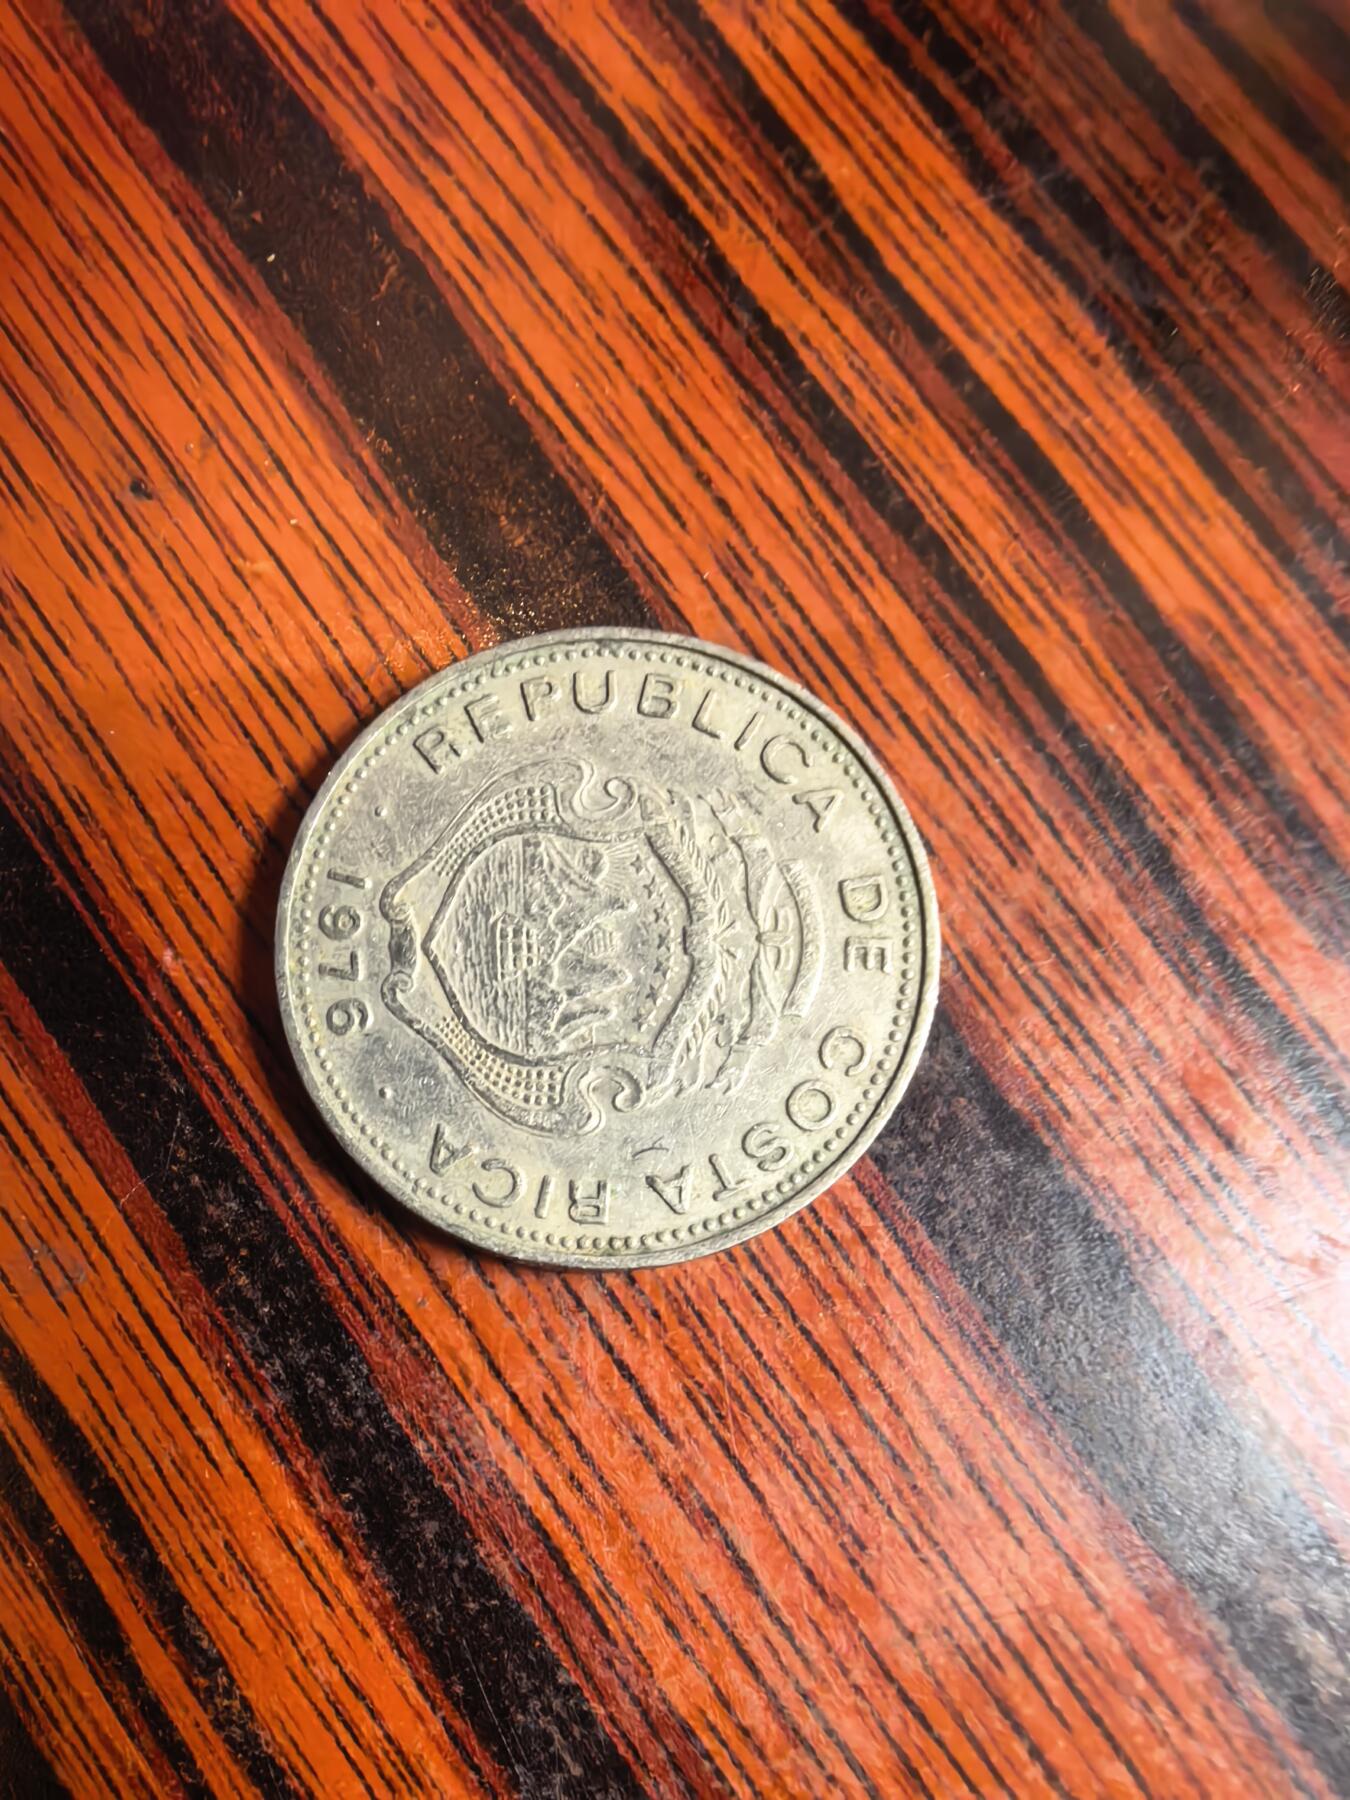 REPUBLICA DE COSTA RICA
1976